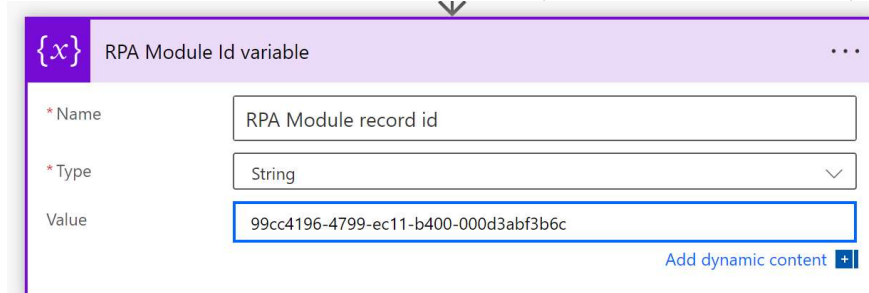 {x} RPA Module Id variable ...
* Name RPA Module record id
* Type String
Value 99cc4196-4799-ec11-b400-000d3abf3b6c
Add dynamic content +